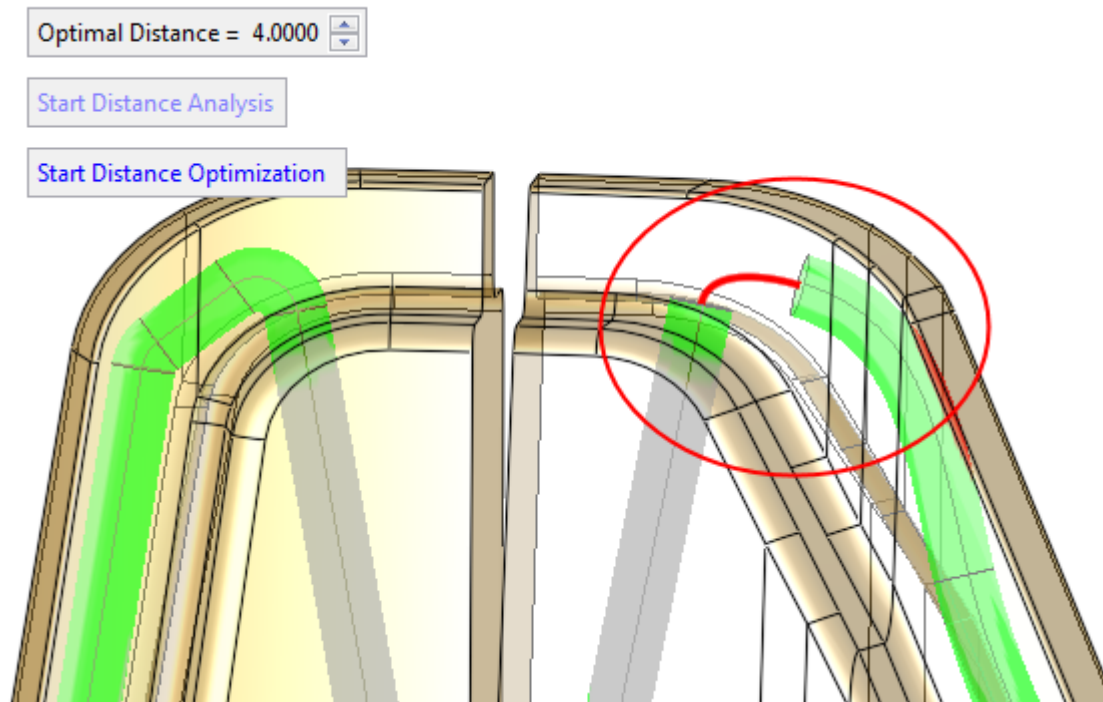 Optimal Distance = 4.0000
Start Distance Analysis
Start Distance Optimization